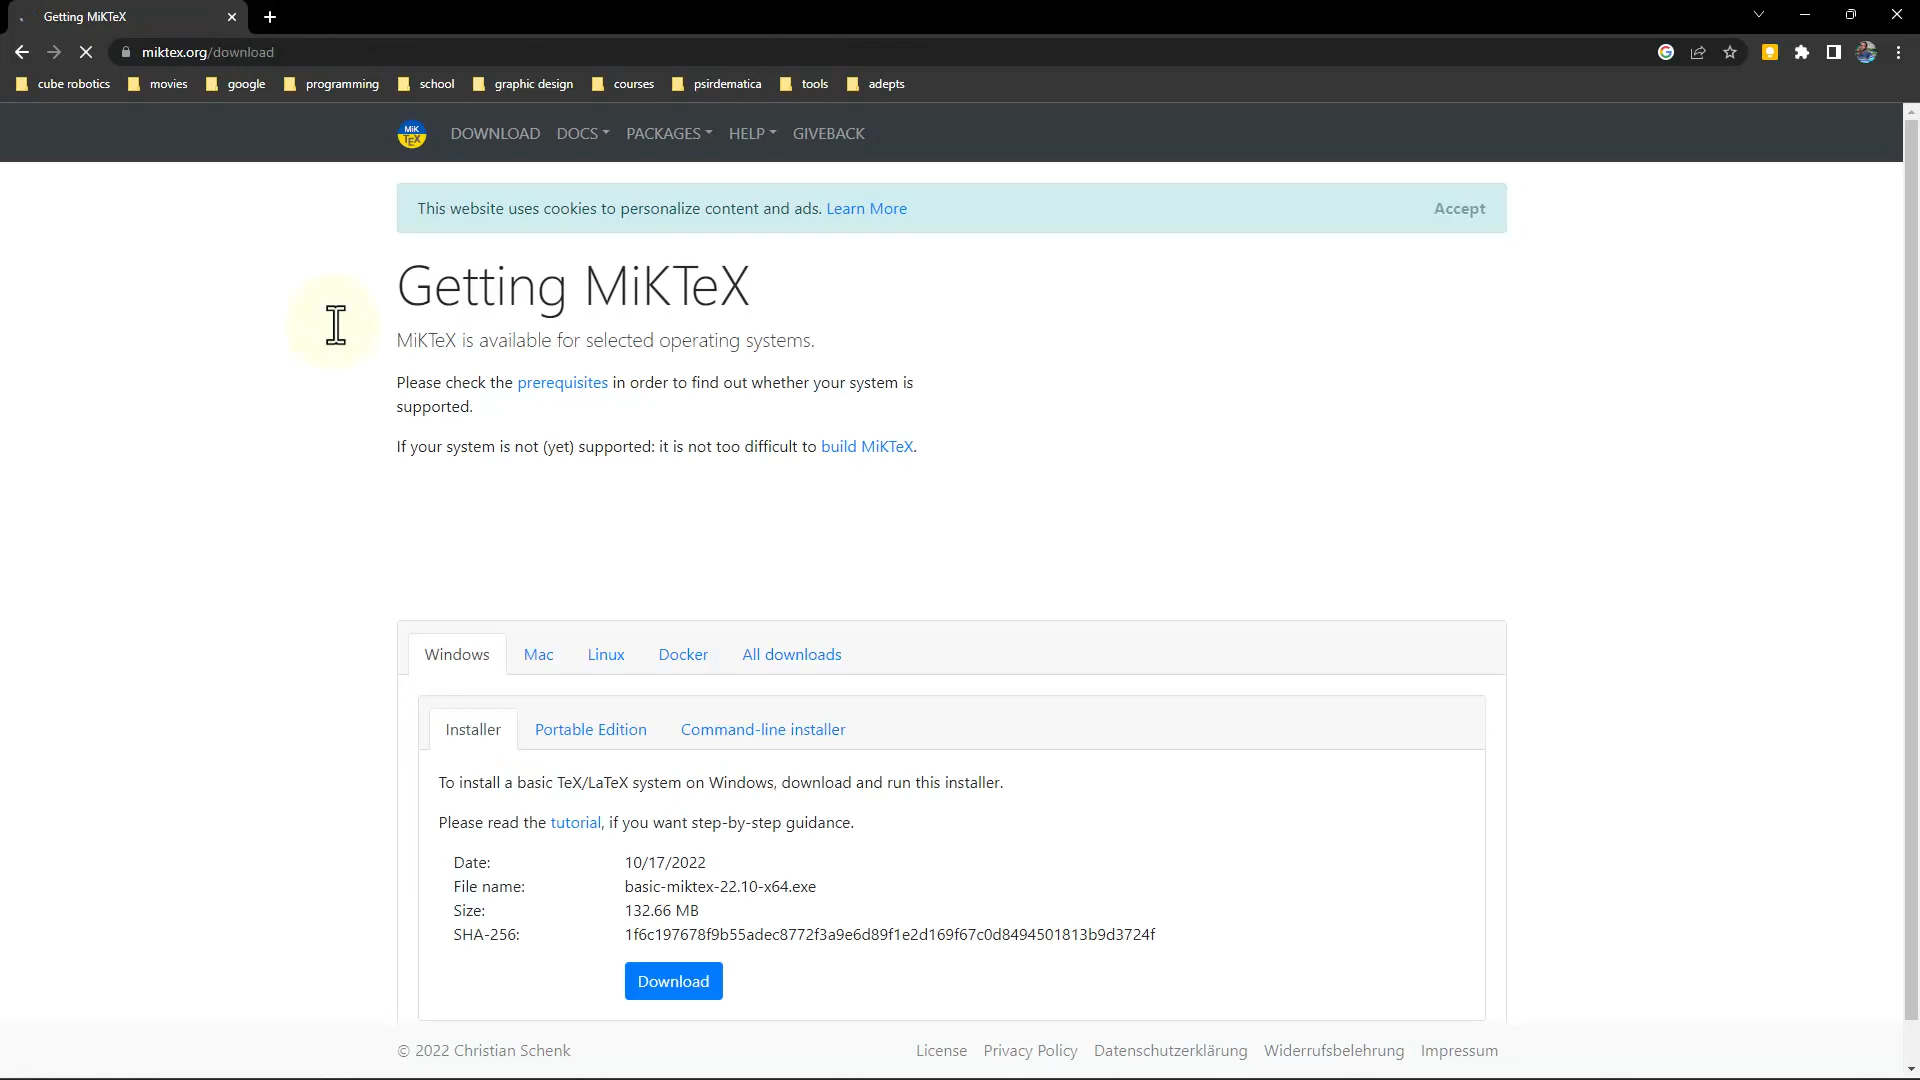 Getting MiKTeX
miktex.org/download
cube robotics movies google programming school graphic design courses psirdematica tools adepts
MiK
TEX
DOWNLOAD DOCS PACKAGES HELP GIVEBACK
This website uses cookies to personalize content and ads. Learn More Accept
Getting MiKTeX
MiKTeX is available for selected operating systems.
Please check the prerequisites in order to find out whether your system is
supported.
If your system is not (yet) supported: it is not too difficult to build MiKTeX.
Windows Mac Linux Docker All downloads
Installer Portable Edition Command-line installer
To install a basic TeX/LaTeX system on Windows, download and run this installer.
Please read the tutorial, if you want step-by-step guidance.
Date: 10/17/2022
File name: basic-miktex-22.10-x64.exe
Size: 132.66 MB
SHA-256: 1f6c197678f9b55adec8772f3a9e6d89f1e2d169f67c0d8494501813b9d3724f
Download
© 2022 Christian Schenk License Privacy Policy Datenschutzerklärung Widerrufsbelehrung Impressum